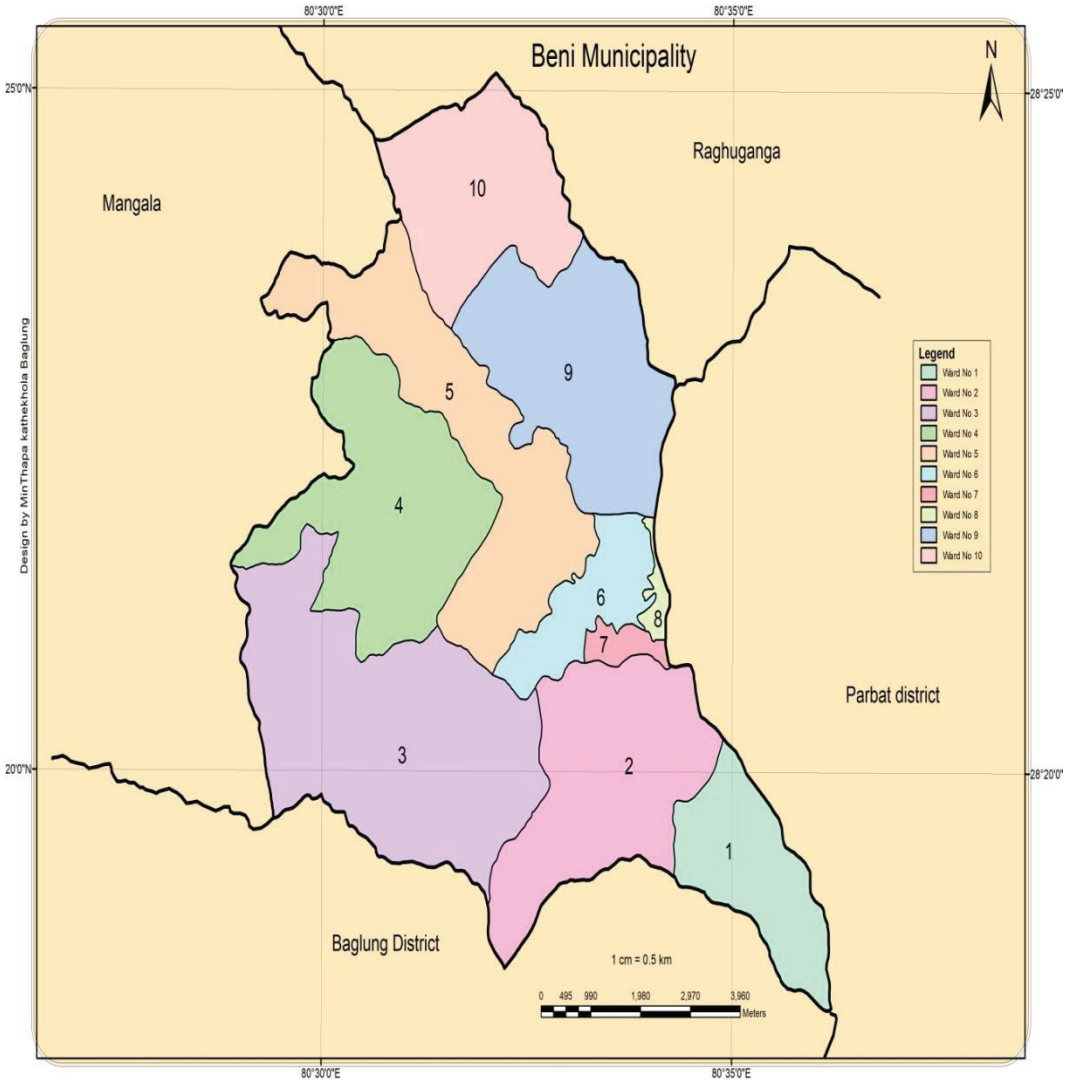 80°30'0"E 80°35'0"E
Beni Municipality
N
25'0"N 28°25'0"
Raghuganga
Mangala
10
9
5
4
6
8
7
3
2
1
Legend
Ward No 1
Ward No 2
Ward No 3
Ward No 4
Ward No 5
Ward No 6
Ward No 7
Ward No 8
Ward No 9
Ward No 10
Design by MinThapa kathekhola Baglung
Parbat district
20'0"N 28°20'0"
Baglung District
1 cm = 0.5 km
0 495 990 1,980 2,970 3,960
Meters
80°30'0"E 80°35'0"E